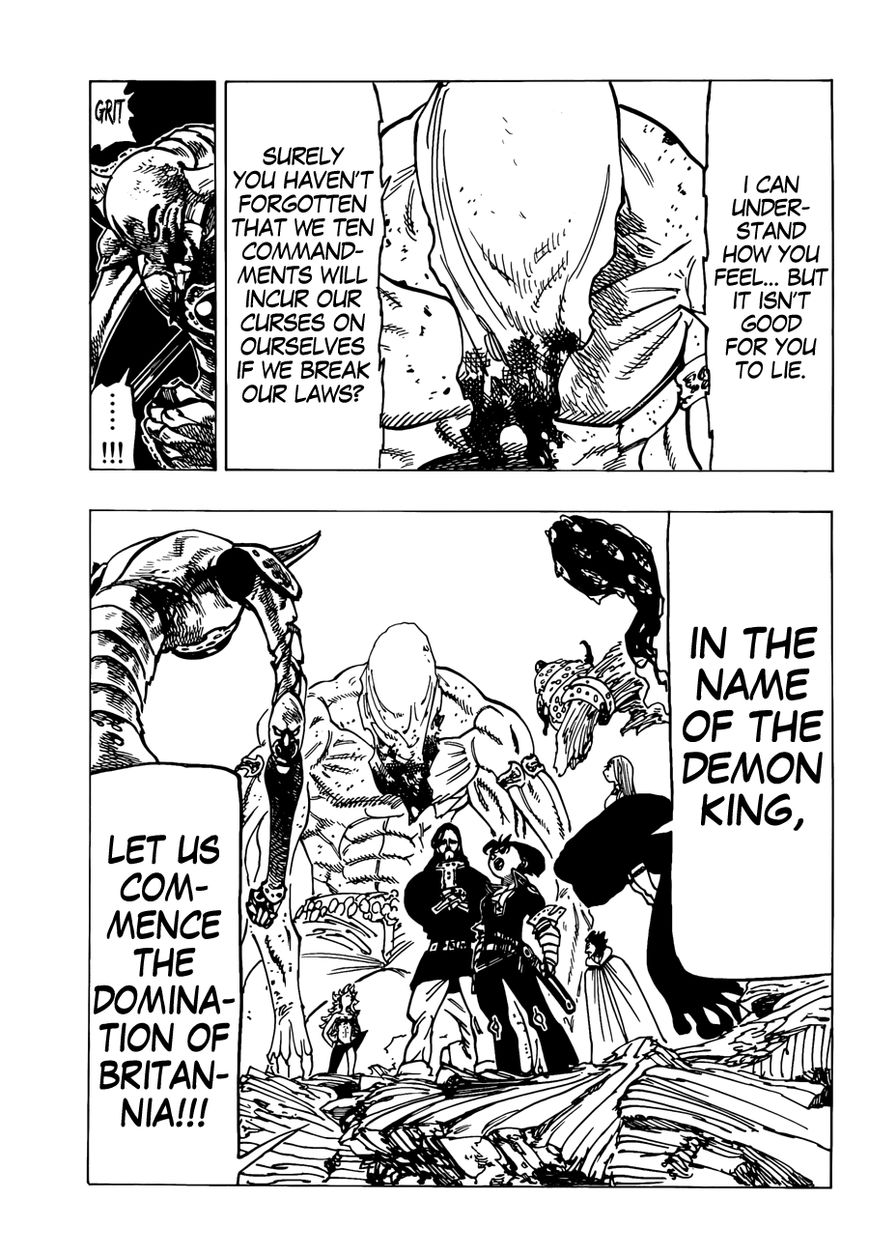 I CAN
UNDER-
STAND
HOW YOU
FEEL... BUT
IT ISN'T
GOOD
FOR YOU
TO LIE.
SURELY
YOU HAVEN'T
FORGOTTEN
THAT WE TEN
COMMAND-
MENTS WILL
INCUR OUR
CURSES ON
OURSELVES
IF WE BREAK
OUR LAWS?
GRIT
......!!!
IN THE
NAME
OF THE
DEMON
KING,
LET US
COM-
MENCE
THE
DOMINA-
TION OF
BRITAN-
NIA!!!